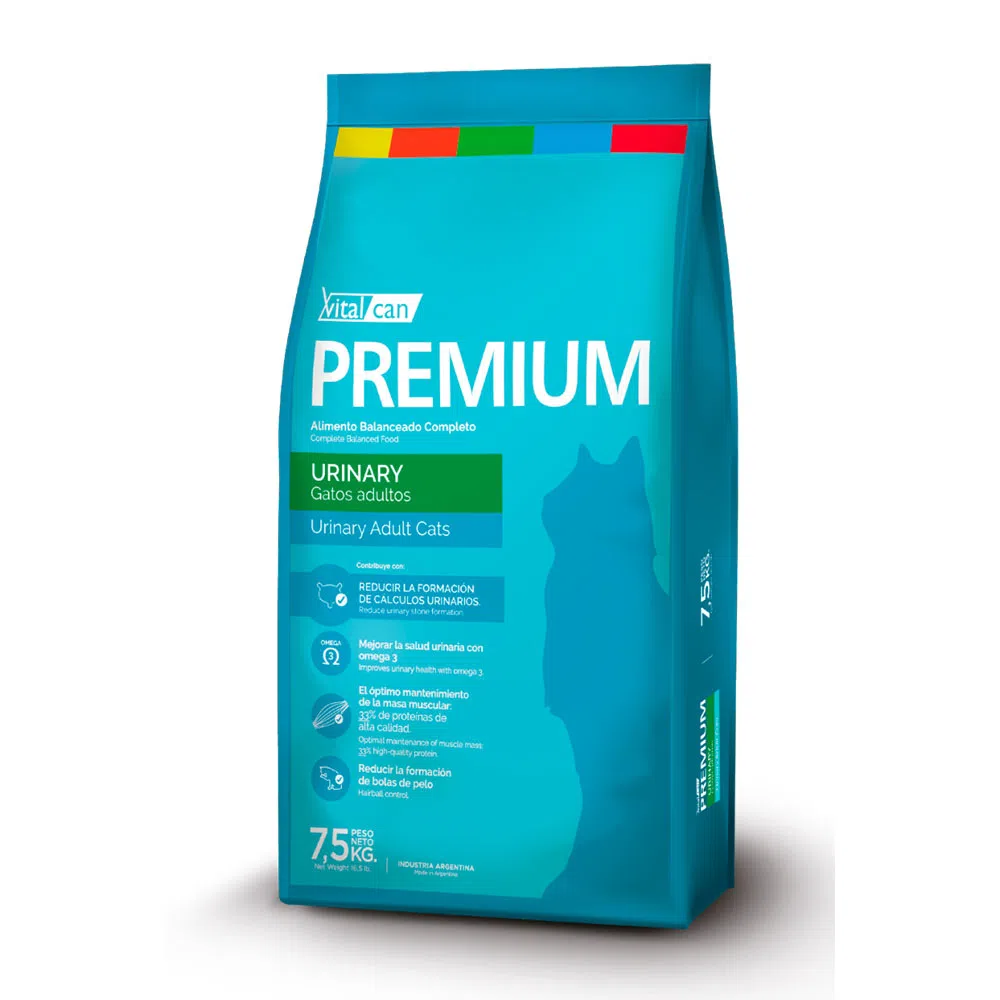 vital can
PREMIUM
Alimento Balanceado Completo
Complete Balanced Food
URINARY
Gatos adultos
Urinary Adult Cats
Contribuye con:
REDUCIR LA FORMACIÓN
DE CALCULOS URINARIOS.
Reduce urinary stone formation.
OMEGA
3
Mejorar la salud urinaria con
omega 3
Improves urinary health with omega 3.
El óptimo mantenimiento
de la masa muscular:
33% de proteínas de
alta calidad.
Optimal maintenance of muscle mass:
33% high-quality protein.
Reducir la formación
de bolas de pelo
Hairball control.
7,5 PESO NETO KG.
Net. Weight 16.5 lb.
INDUSTRIA ARGENTINA
Made in Argentina
7,5 KG.
PREMIUM
URINARY